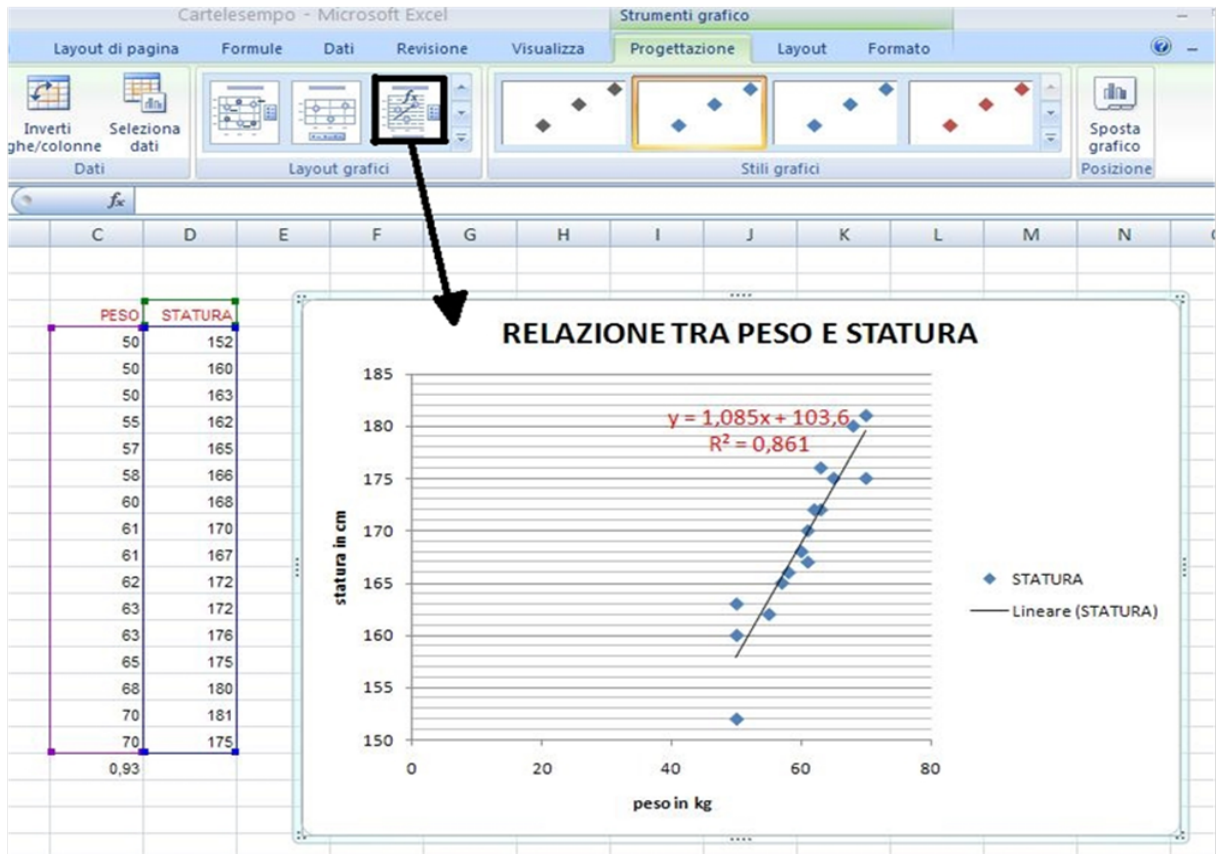 Cartelesempo - Microsoft Excel
Strumenti grafico
Layout di pagina Formule Dati Revisione Visualizza Progettazione Layout Formato
Inverti
ghe/colonne
Seleziona
dati
Sposta
grafico
Dati Layout grafici Stili grafici Posizione
fx
C D E F G H I J K L M N
PESO STATURA
50 152
50 160
50 163
55 162
57 165
58 166
60 168
61 170
61 167
62 172
63 172
63 176
65 175
68 180
70 181
70 175
0,93
RELAZIONE TRA PESO E STATURA
y = 1,085x + 103,6
R² = 0,861
185
180
175
170
165
160
155
150
statura in cm
0 20 40 60 80
peso in kg
STATURA
Lineare (STATURA)